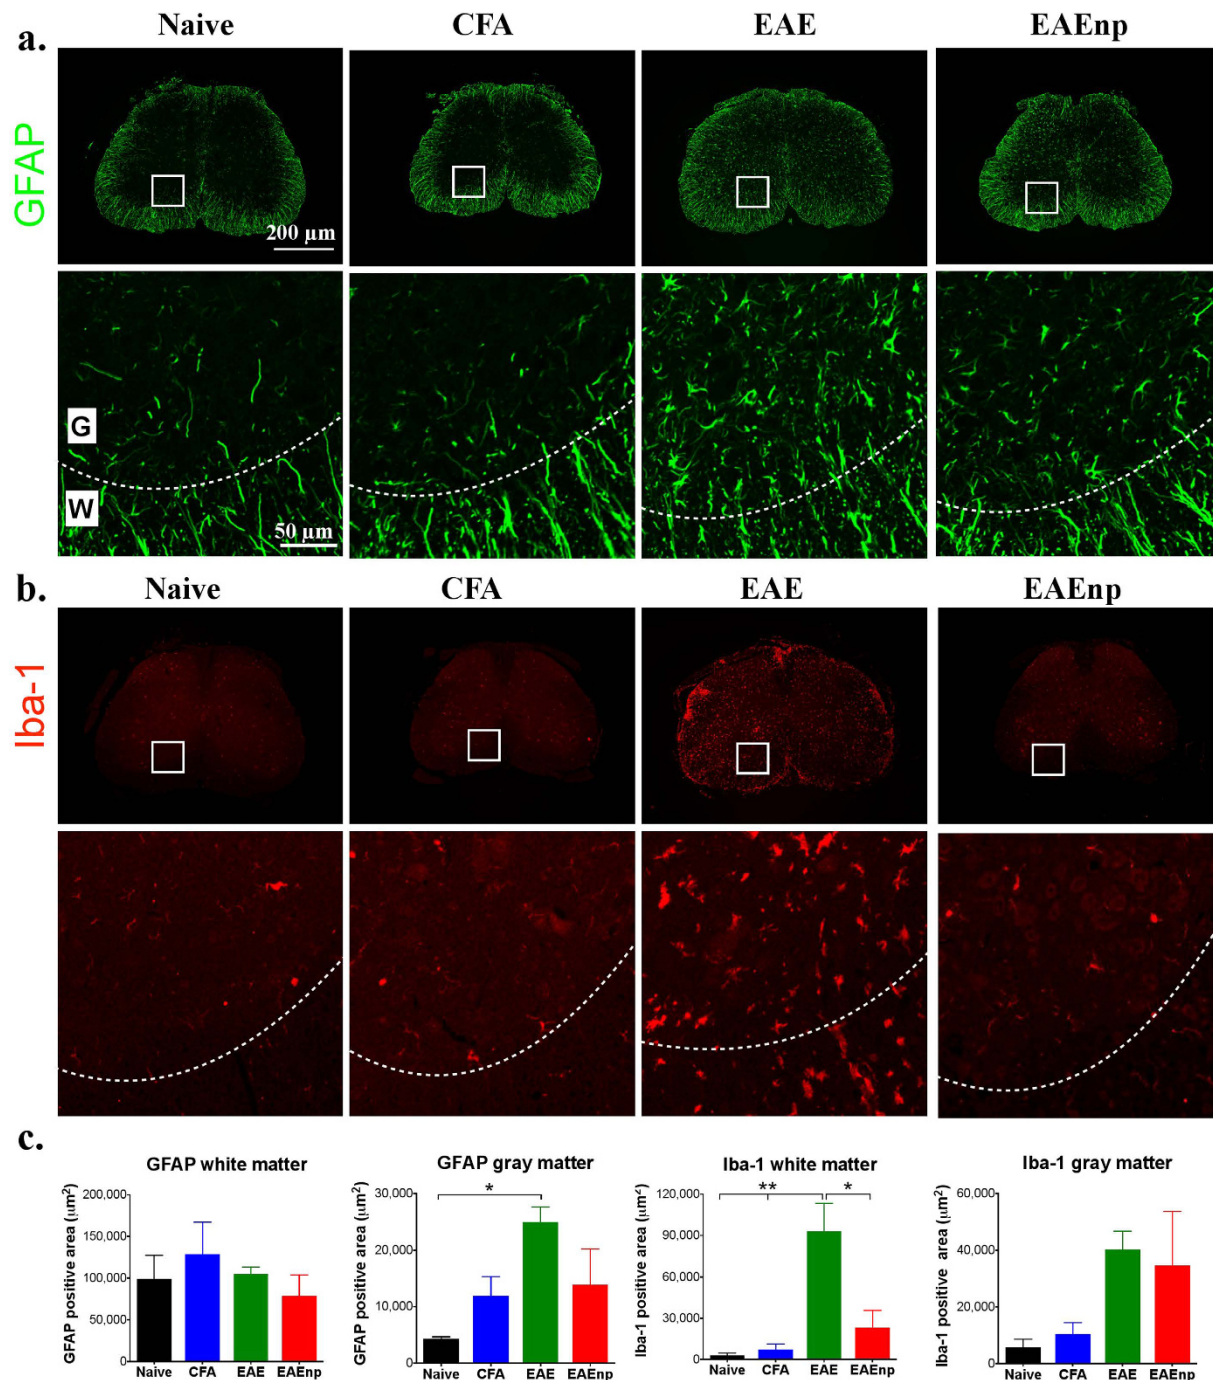 a.
Naive CFA EAE EAEnp
GFAP
200 µm
G
W
50 µm
b.
Naive CFA EAE EAEnp
Iba-1
c.
GFAP white matter
GFAP positive area (µm²)
200,000
150,000
100,000
50,000
0
Naive CFA EAE EAEnp
GFAP gray matter
GFAP positive area (µm²)
30,000
20,000
10,000
0
*
Naive CFA EAE EAEnp
Iba-1 white matter
Iba-1 positive area (µm²)
120,000
90,000
60,000
30,000
0
** *
Naive CFA EAE EAEnp
Iba-1 gray matter
Iba-1 positive area (µm²)
60,000
40,000
20,000
0
Naive CFA EAE EAEnp